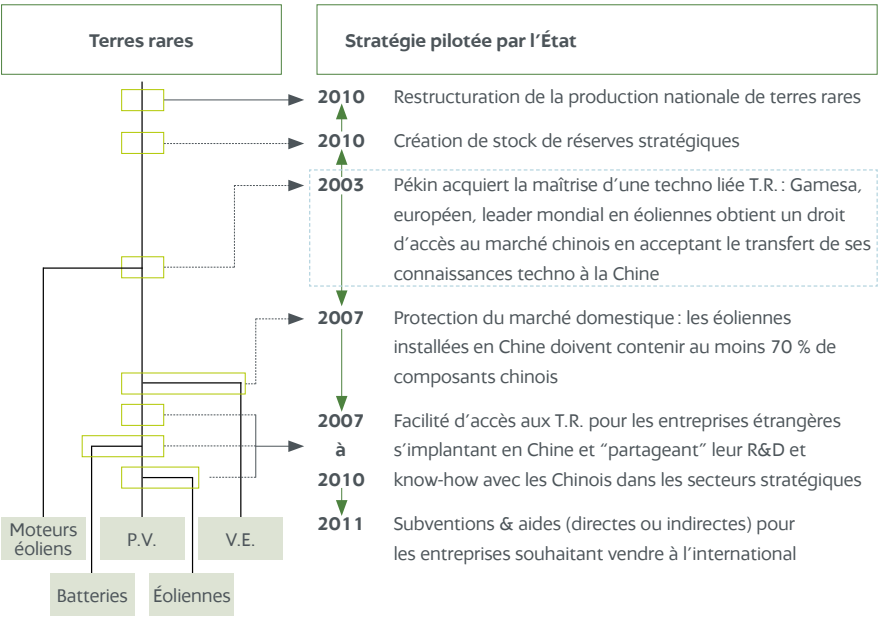 Terres rares
Stratégie pilotée par l’État
2010 Restructuration de la production nationale de terres rares
2010 Création de stock de réserves stratégiques
2003 Pékin acquiert la maîtrise d’une techno liée T.R. : Gamesa,
européen, leader mondial en éoliennes obtient un droit
d’accès au marché chinois en acceptant le transfert de ses
connaissances techno à la Chine
2007 Protection du marché domestique : les éoliennes
installées en Chine doivent contenir au moins 70 % de
composants chinois
2007 Facilité d’accès aux T.R. pour les entreprises étrangères
à s’implantant en Chine et “partageant” leur R&D et
2010 know-how avec les Chinois dans les secteurs stratégiques
2011 Subventions & aides (directes ou indirectes) pour
les entreprises souhaitant vendre à l’international
Moteurs
éoliens
P.V.
V.E.
Batteries
Éoliennes